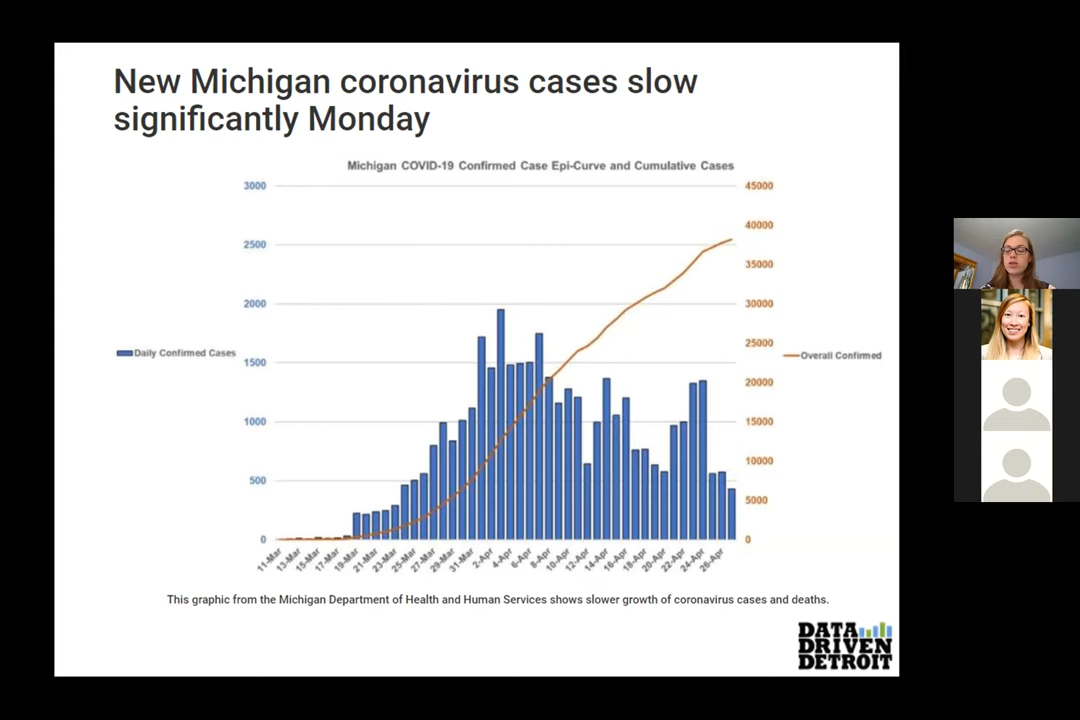 New Michigan coronavirus cases slow
significantly Monday
Michigan COVID-19 Confirmed Case Epi-Curve and Cumulative Cases
3000
2500
2000
1500
1000
500
0
Daily Confirmed Cases
45000
40000
35000
30000
25000
20000
15000
10000
5000
0
Overall Confirmed
11-Mar
13-Mar
15-Mar
17-Mar
19-Mar
21-Mar
23-Mar
25-Mar
27-Mar
29-Mar
31-Mar
2-Apr
4-Apr
6-Apr
8-Apr
10-Apr
12-Apr
14-Apr
16-Apr
18-Apr
20-Apr
22-Apr
24-Apr
26-Apr
This graphic from the Michigan Department of Health and Human Services shows slower growth of coronavirus cases and deaths.
DATA
DRIVEN
DETROIT